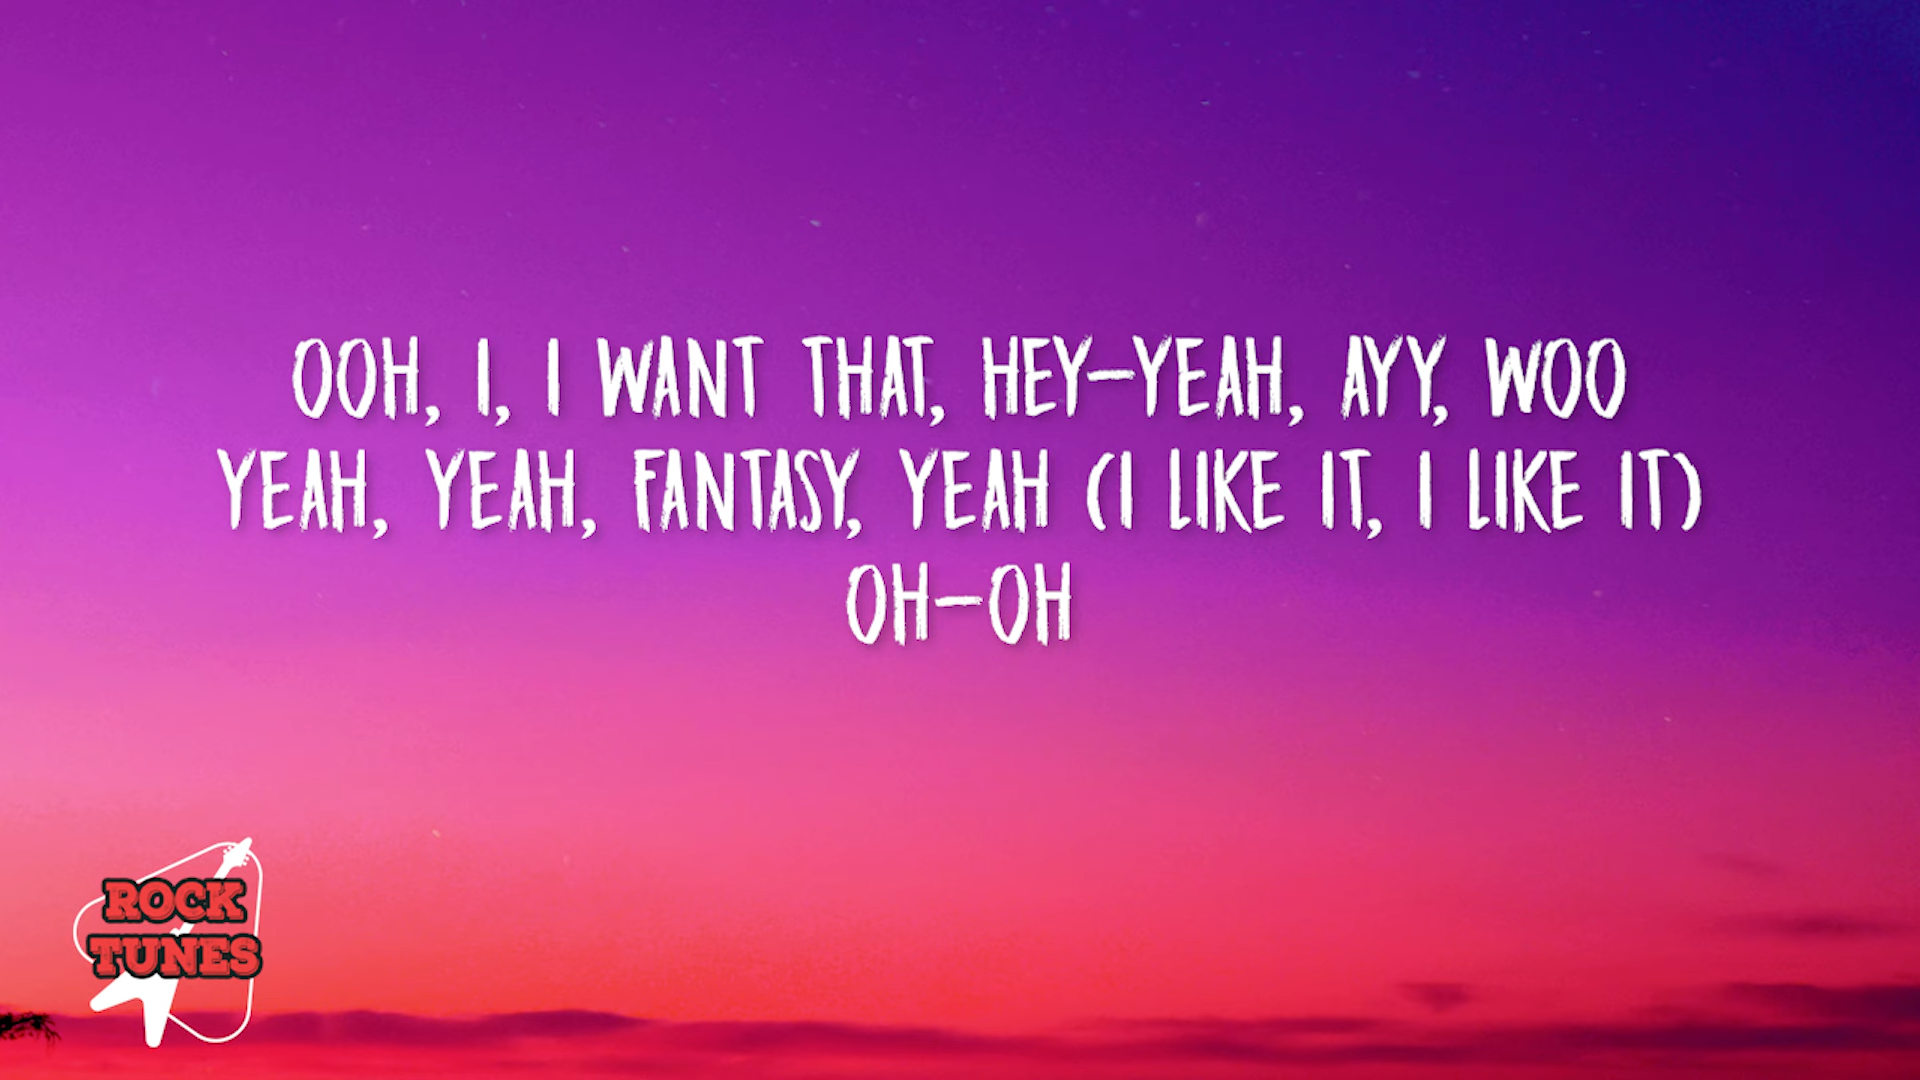 OOH, I, I WANT THAT, HEY-YEAH, AYY, WOO
YEAH, YEAH, FANTASY, YEAH (I LIKE IT, I LIKE IT)
OH-OH
ROCK
TUNES